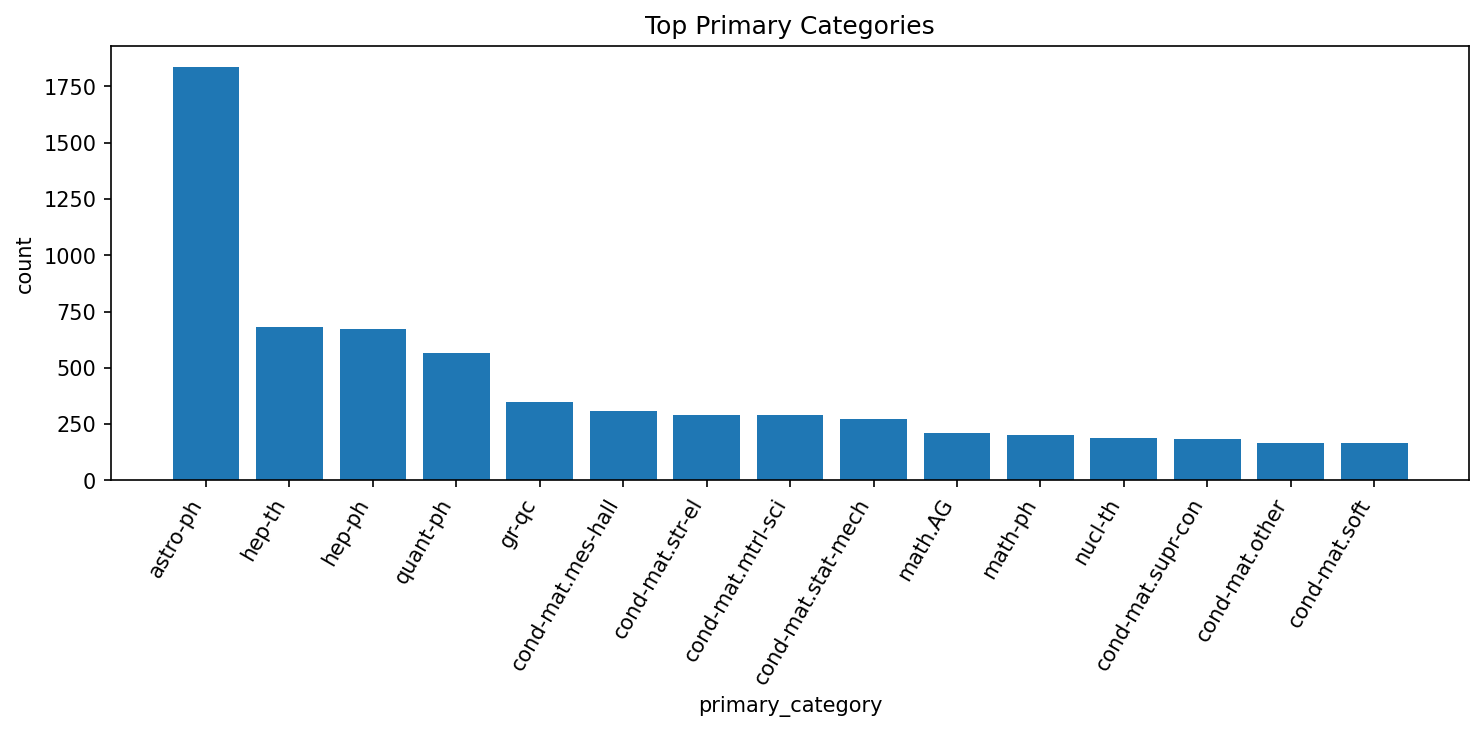 Top Primary Categories
count
1750
1500
1250
1000
750
500
250
0
astro-ph
hep-th
hep-ph
quant-ph
gr-qc
cond-mat.mes-hall
cond-mat.str-el
cond-mat.mtrl-sci
cond-mat.stat-mech
math.AG
math-ph
nucl-th
cond-mat.supr-con
cond-mat.other
cond-mat.soft
primary_category